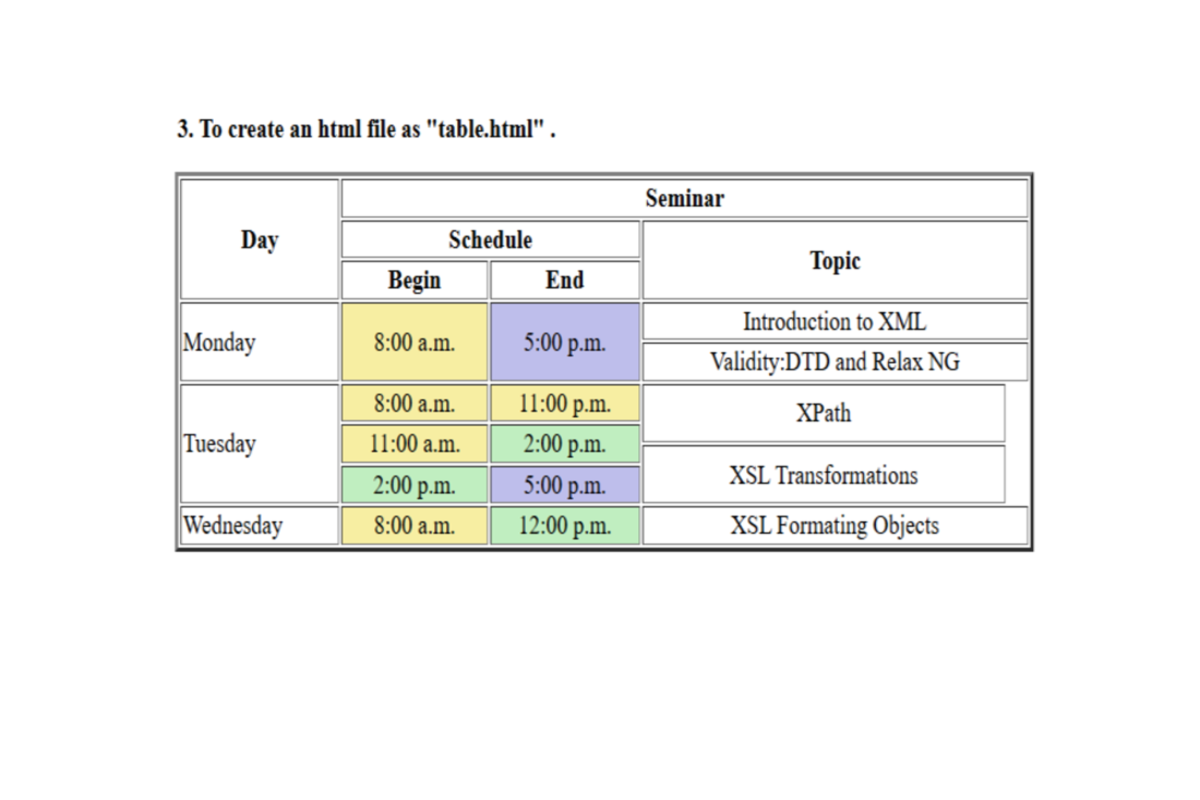 3. To create an html file as "table.html" .
Seminar
Day
Schedule
Topic
Begin
End
Monday
8:00 a.m.
5:00 p.m.
Introduction to XML
Validity:DTD and Relax NG
Tuesday
8:00 a.m.
11:00 p.m.
XPath
11:00 a.m.
2:00 p.m.
2:00 p.m.
5:00 p.m.
XSL Transformations
Wednesday
8:00 a.m.
12:00 p.m.
XSL Formating Objects